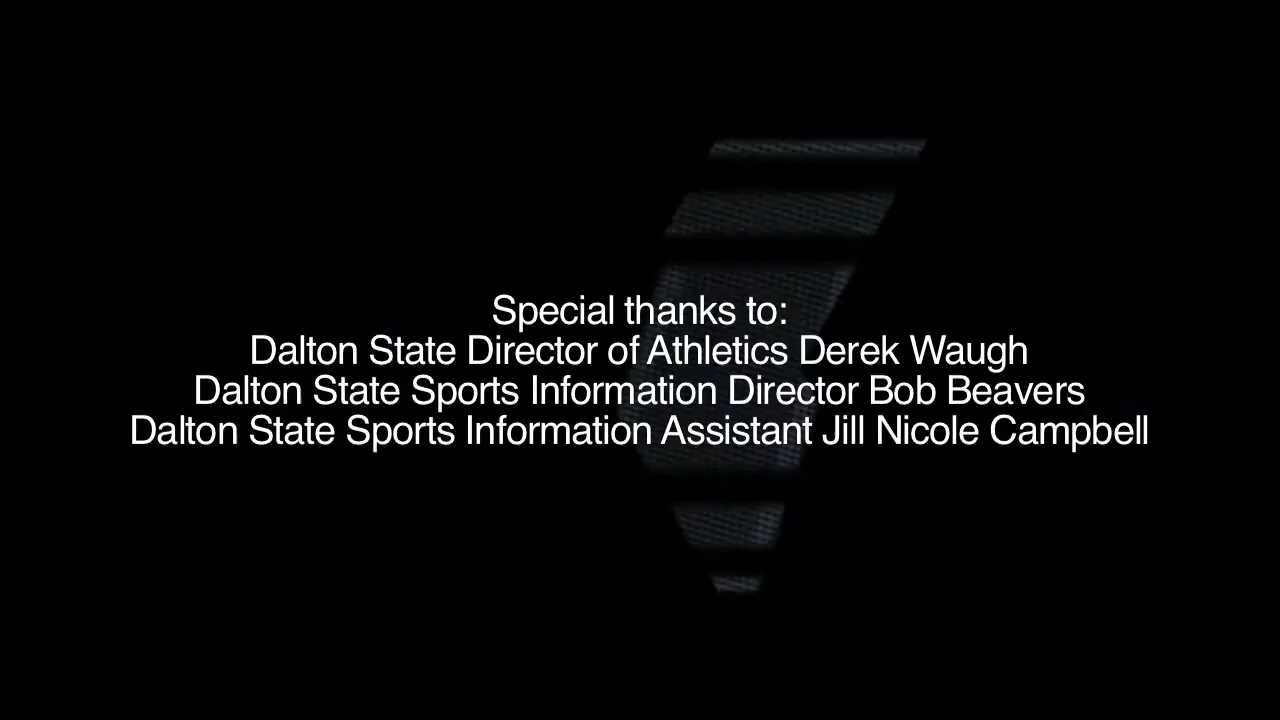 Special thanks to:
Dalton State Director of Athletics Derek Waugh
Dalton State Sports Information Director Bob Beavers
Dalton State Sports Information Assistant Jill Nicole Campbell